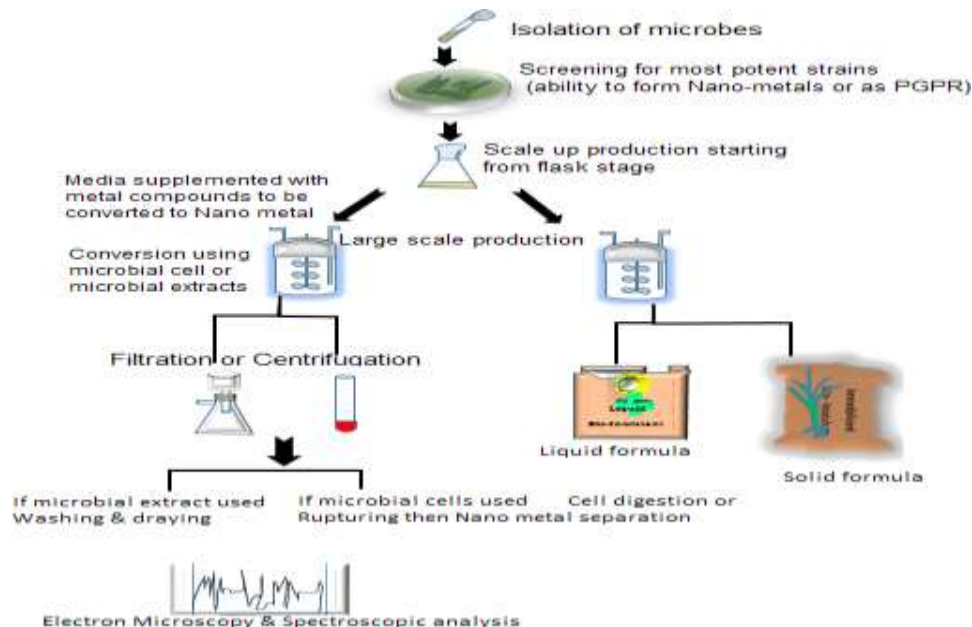 Isolation of microbes
Screening for most potent strains
(ability to form Nano-metals or as PGPR)
Scale up production starting
from flask stage
Media supplemented with
metal compounds to be
converted to Nano metal
Large scale production
Conversion using
microbial cell or
microbial extracts
Filtration or Centrifugation
Liquid
Liquid formula
Solid formula
If microbial extract used
Washing & draying
If microbial cells used
Cell digestion or
Rupturing then Nano metal separation
Electron Microscopy & Spectroscopic analysis